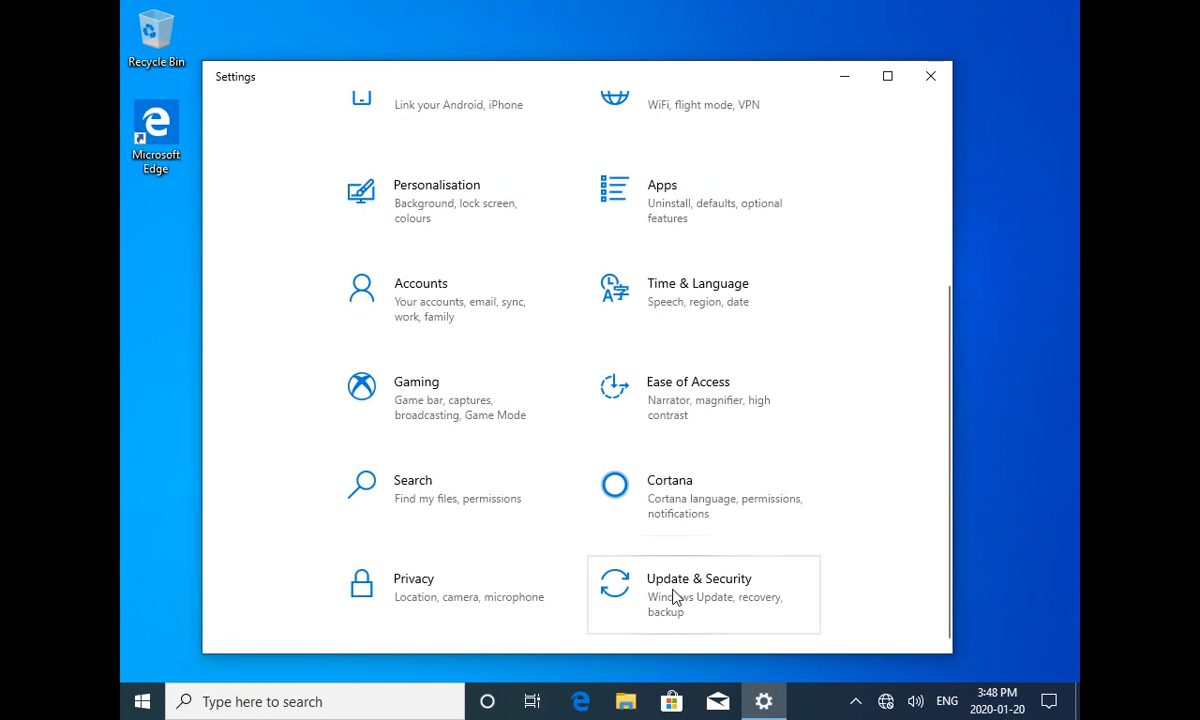 Recycle Bin
Microsoft
Edge
Settings
Link your Android, iPhone
WiFi, flight mode, VPN
Personalisation
Background, lock screen,
colours
Apps
Uninstall, defaults, optional
features
Accounts
Your accounts, email, sync,
work, family
Time & Language
Speech, region, date
Gaming
Game bar, captures,
broadcasting, Game Mode
Ease of Access
Narrator, magnifier, high
contrast
Search
Find my files, permissions
Cortana
Cortana language, permissions,
notifications
Privacy
Location, camera, microphone
Update & Security
Windows Update, recovery,
backup
Type here to search
ENG
3:48 PM
2020-01-20